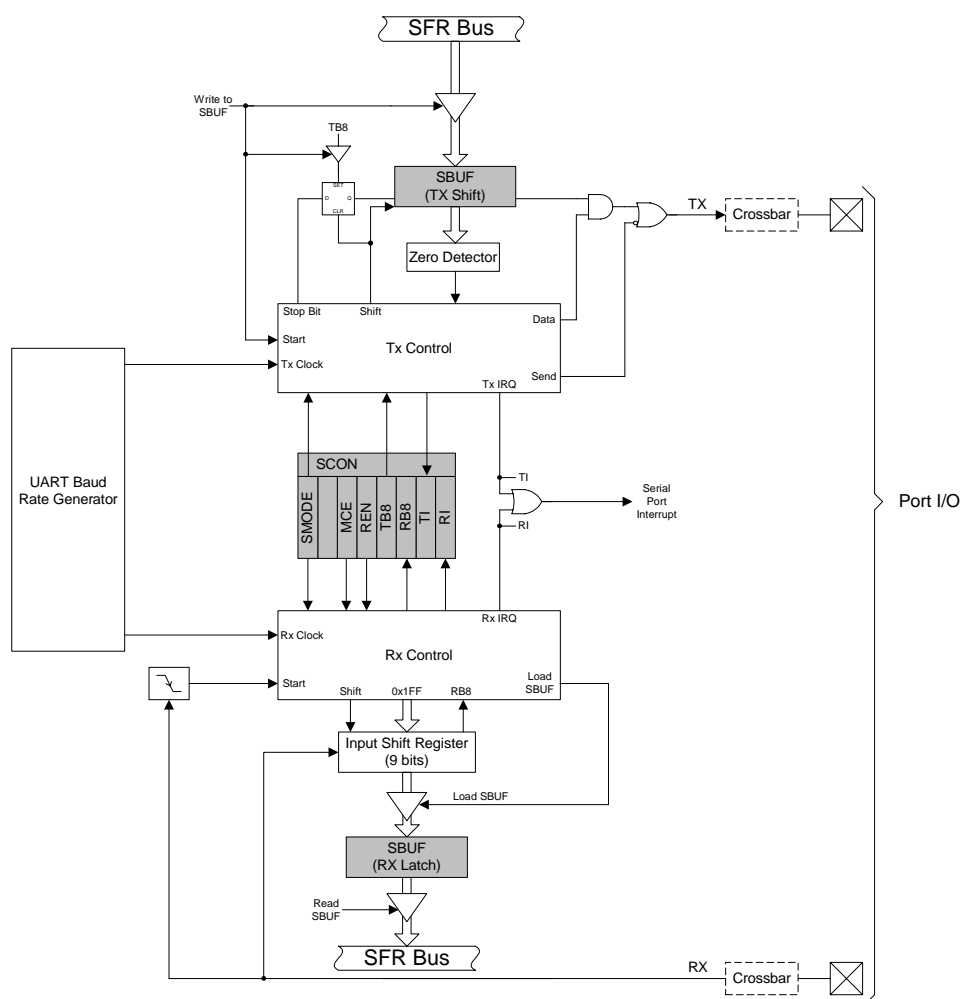 SFR Bus
Write to
SBUF
TB8
SET
D
Q
CLR
SBUF
(TX Shift)
TX
Crossbar
Zero Detector
Stop Bit
Shift
Data
Start
Tx Control
Tx Clock
Send
Tx IRQ
UART Baud
Rate Generator
SCON
SMODE
MCE
REN
TB8
RB8
TI
RI
TI
RI
Serial
Port
Interrupt
Port I/O
Rx IRQ
Rx Clock
Rx Control
Start
Load
SBUF
Shift
0x1FF
RB8
Input Shift Register
(9 bits)
Load SBUF
SBUF
(RX Latch)
Read
SBUF
SFR Bus
RX
Crossbar